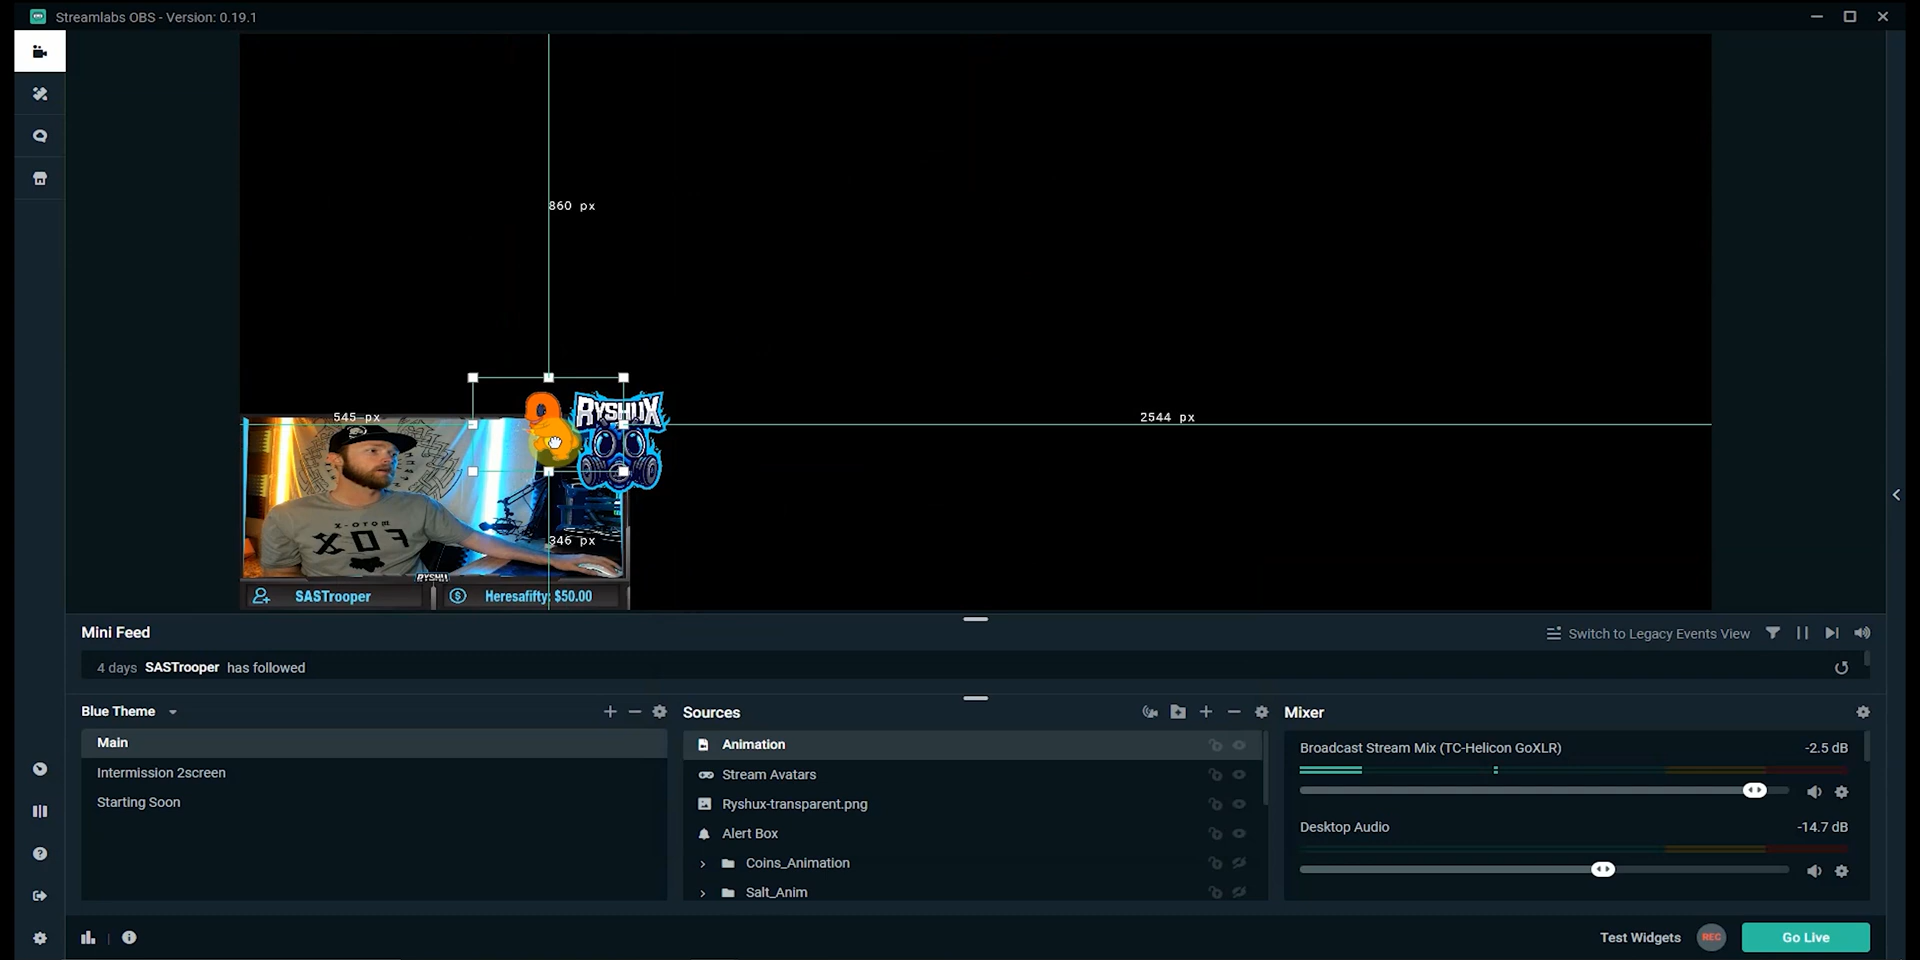 Streamlabs OBS - Version: 0.19.1
860 px
545 px
2544 px
RYSHUX
346 px
RYSHU
SASTrooper
Heresafifty: $50.00
Mini Feed
Switch to Legacy Events View
4 days SASTrooper has followed
Blue Theme
Main
Intermission 2screen
Starting Soon
Sources
Animation
Stream Avatars
Ryshux-transparent.png
Alert Box
Coins_Animation
Salt_Anim
Mixer
Broadcast Stream Mix (TC-Helicon GoXLR)
-2.5 dB
Desktop Audio
-14.7 dB
Test Widgets
REC
Go Live